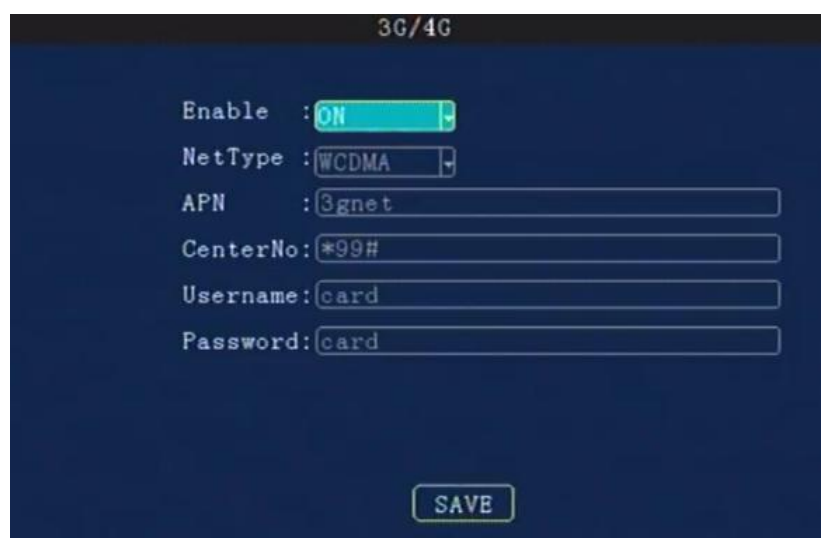 3G/4G
Enable :ON
NetType :WCDMA
APN :3gnet
CenterNo:*99#
Username:card
Password:card
SAVE